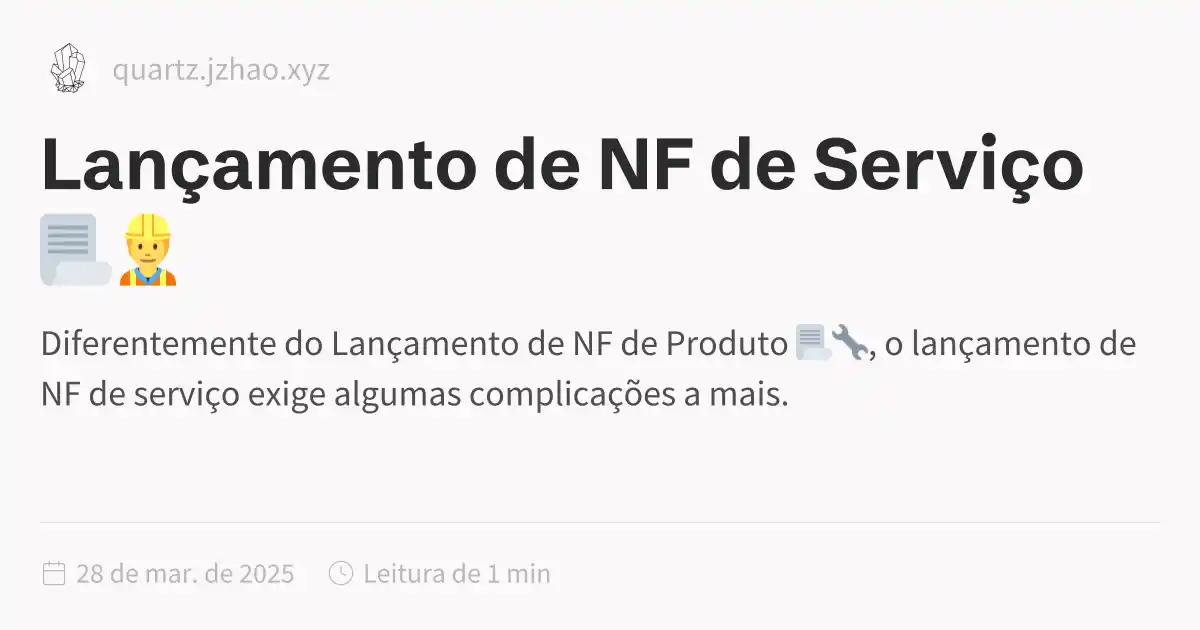 quartz.jzhao.xyz
Lançamento de NF de Serviço
📜👷
Diferentemente do Lançamento de NF de Produto 📜🔧, o lançamento de
NF de serviço exige algumas complicações a mais.
28 de mar. de 2025 Leitura de 1 min